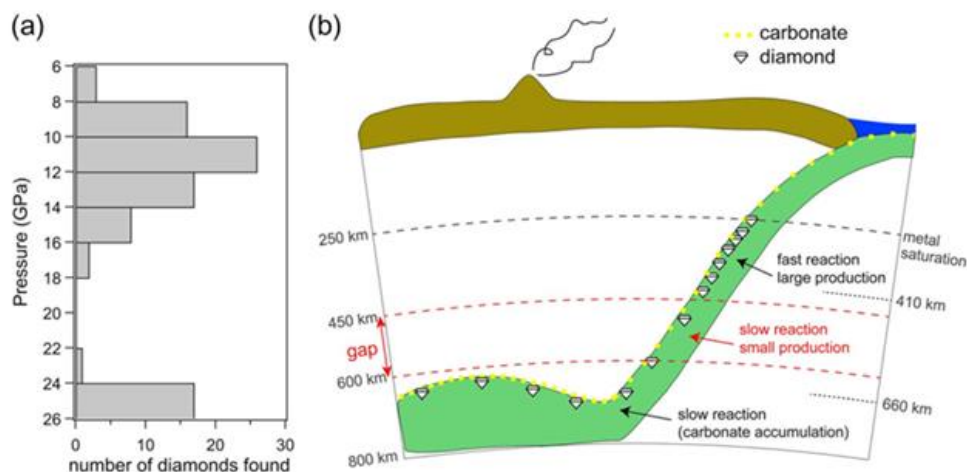 (a)
6
8
10
12
14
16
18
20
22
24
26
Pressure (GPa)
0
10
20
30
number of diamonds found
(b)
carbonate
diamond
250 km
metal
saturation
fast reaction
large production
410 km
450 km
gap
slow reaction
small production
600 km
660 km
slow reaction
(carbonate accumulation)
800 km